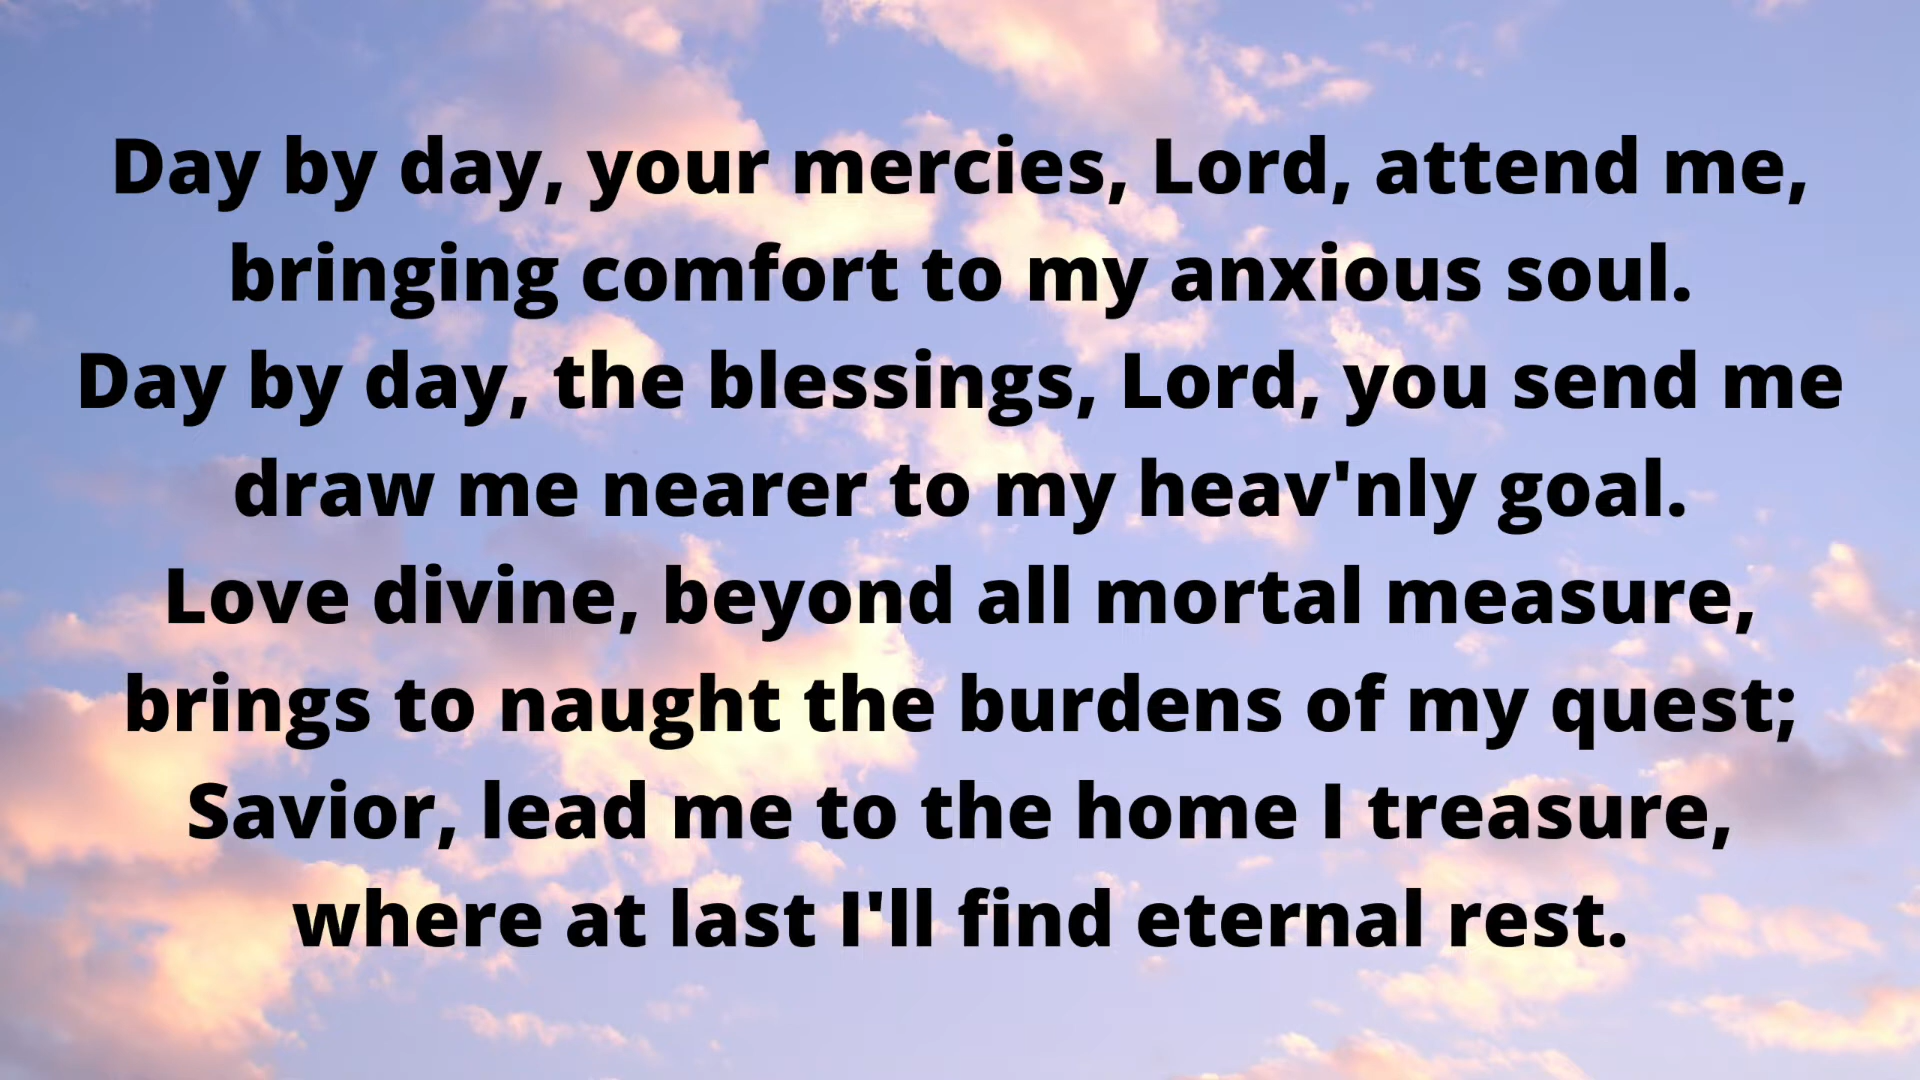 Day by day, your mercies, Lord, attend me,
bringing comfort to my anxious soul.
Day by day, the blessings, Lord, you send me
draw me nearer to my heav'nly goal.
Love divine, beyond all mortal measure,
brings to naught the burdens of my quest;
Savior, lead me to the home I treasure,
where at last I'll find eternal rest.